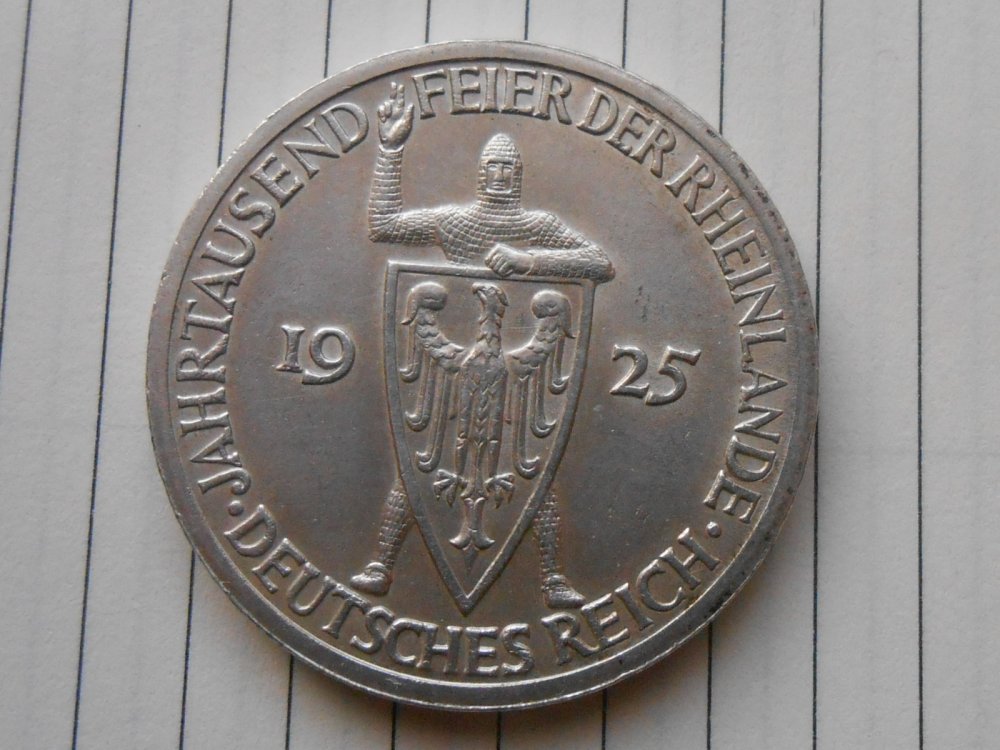 JAHRTAUSEND FEIER DER RHEINLANDE
19 25
· DEUTSCHES REICH ·